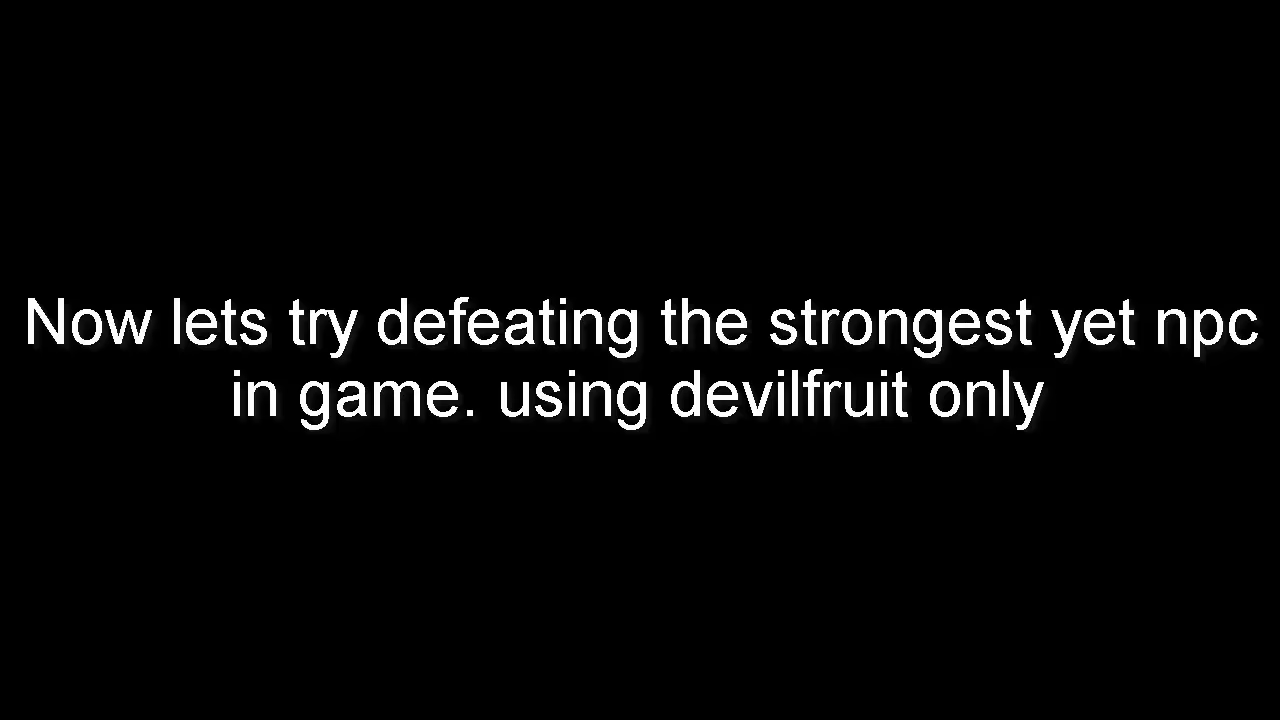 Now lets try defeating the strongest yet npc
in game. using devilfruit only